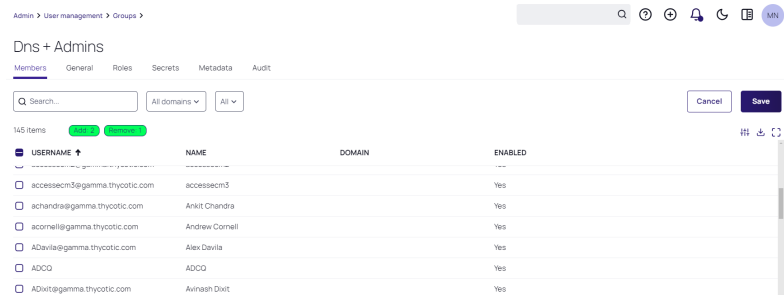 Admin > User management > Groups >
MN
Dns + Admins
Members General Roles Secrets Metadata Audit
Search... All domains All Cancel Save
145 items Add: 2 Remove: 1
USERNAME ↑ NAME DOMAIN ENABLED
accessecm3@gamma.thycotic.com accessecm3 Yes
achandra@gamma.thycotic.com Ankit Chandra Yes
acornell@gamma.thycotic.com Andrew Cornell Yes
ADavila@gamma.thycotic.com Alex Davila Yes
ADCQ ADCQ Yes
ADixit@gamma.thycotic.com Avinash Dixit Yes